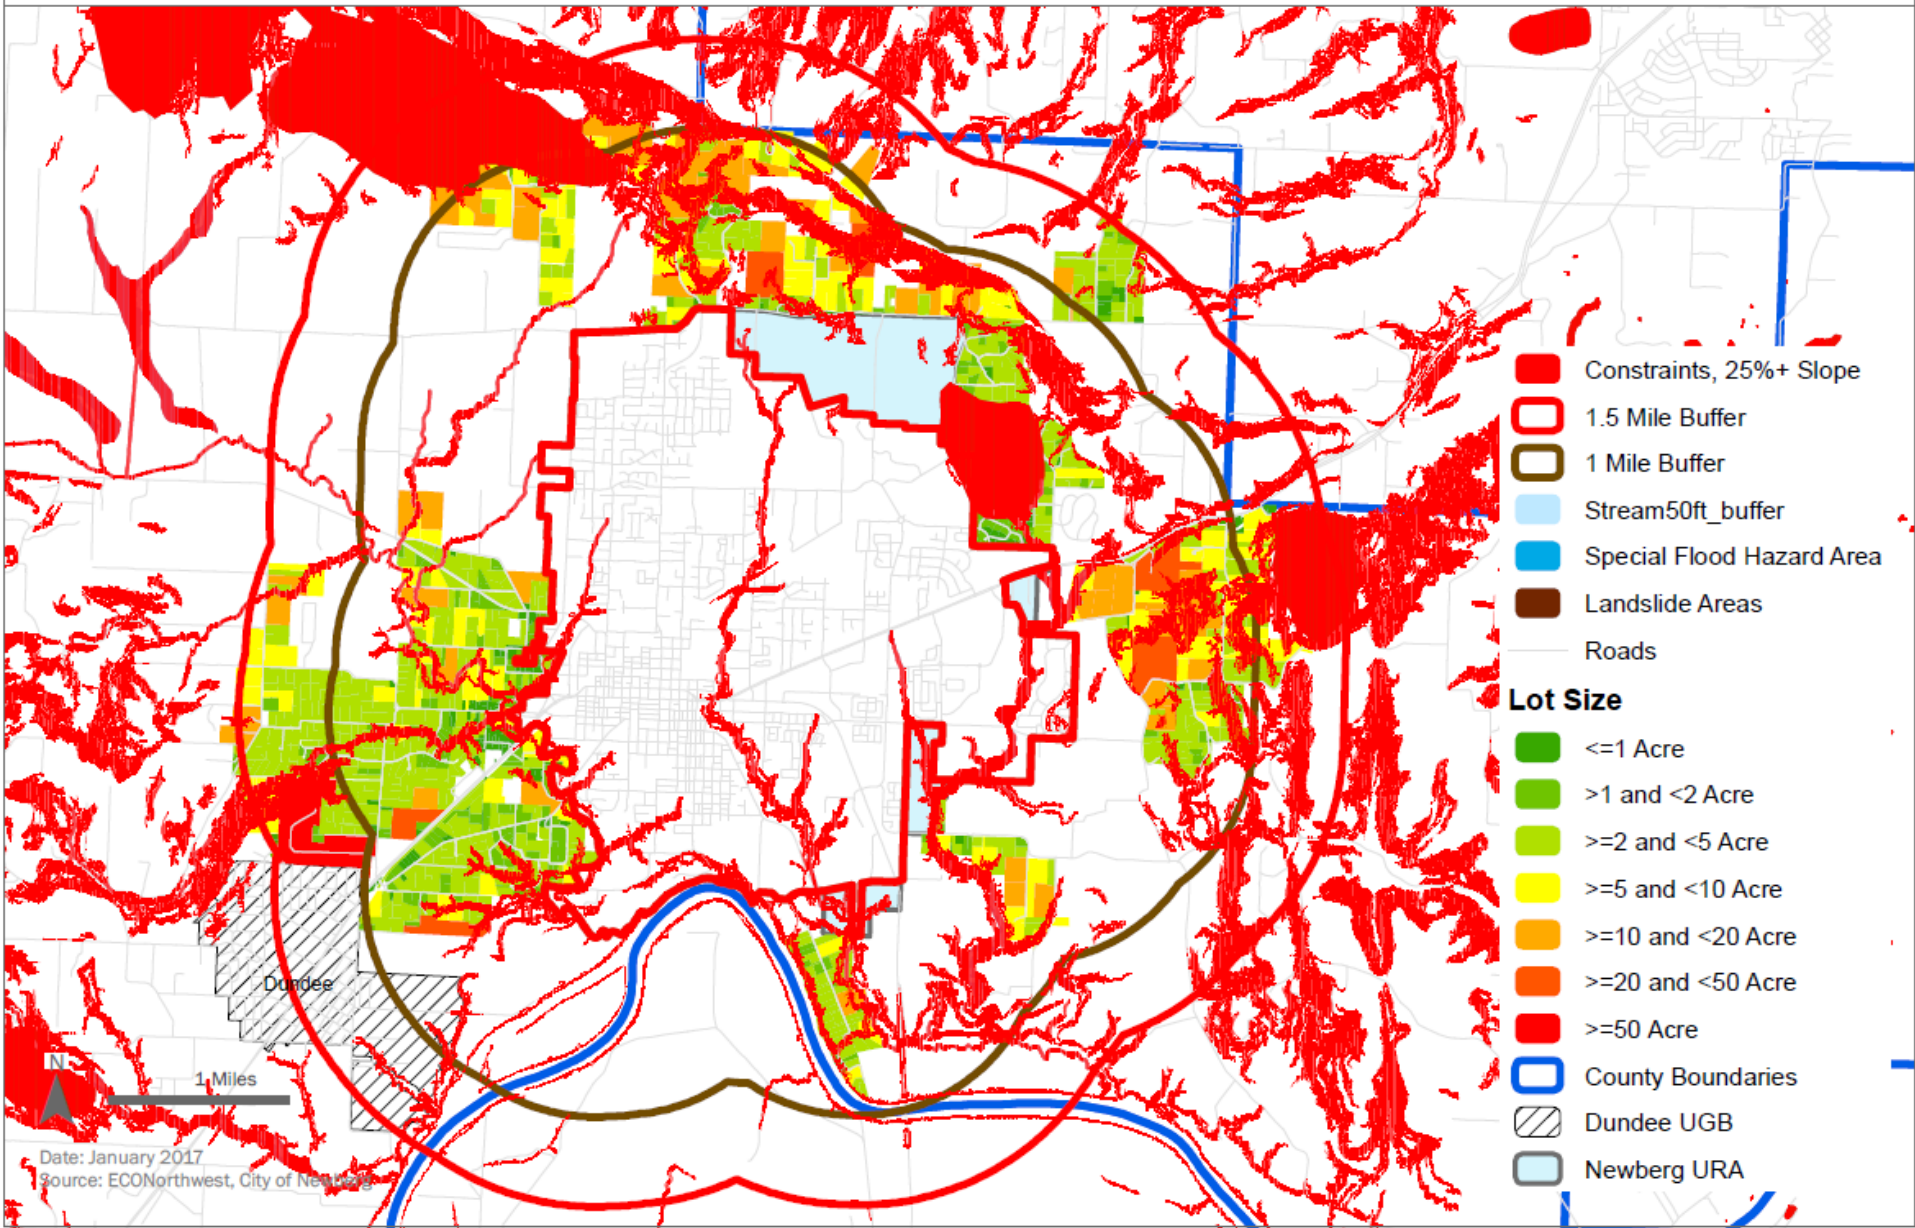 Constraints, 25%+ Slope
1.5 Mile Buffer
1 Mile Buffer
Stream50ft_buffer
Special Flood Hazard Area
Landslide Areas
Roads
Lot Size
<=1 Acre
>1 and <2 Acre
>=2 and <5 Acre
>=5 and <10 Acre
>=10 and <20 Acre
>=20 and <50 Acre
>=50 Acre
County Boundaries
Dundee UGB
Newberg URA
Dundee
N
1 Miles
Date: January 2017
Source: ECONorthwest, City of Newberg